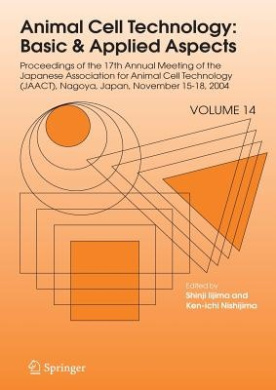 Animal Cell Technology:
Basic & Applied Aspects
Proceedings of the 17th Annual Meeting of the
Japanese Association for Animal Cell Technology
(JAACT), Nagoya, Japan, November 15-18, 2004
VOLUME 14
Edited by
Shinji Iijima and
Ken-Ichi Nishijima
Springer